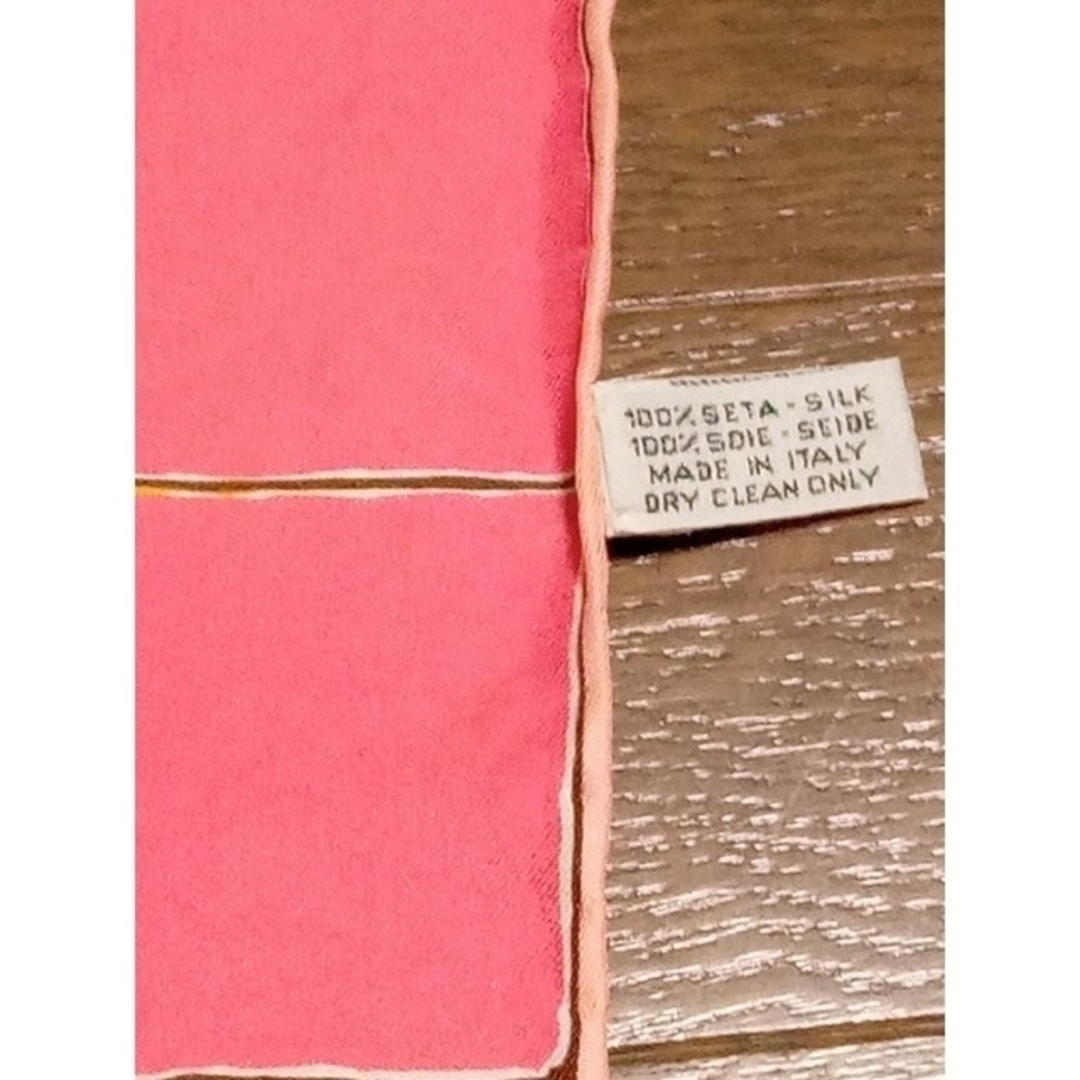 100% SETA - SILK
100% SOIE - SEIDE
MADE IN ITALY
DRY CLEAN ONLY